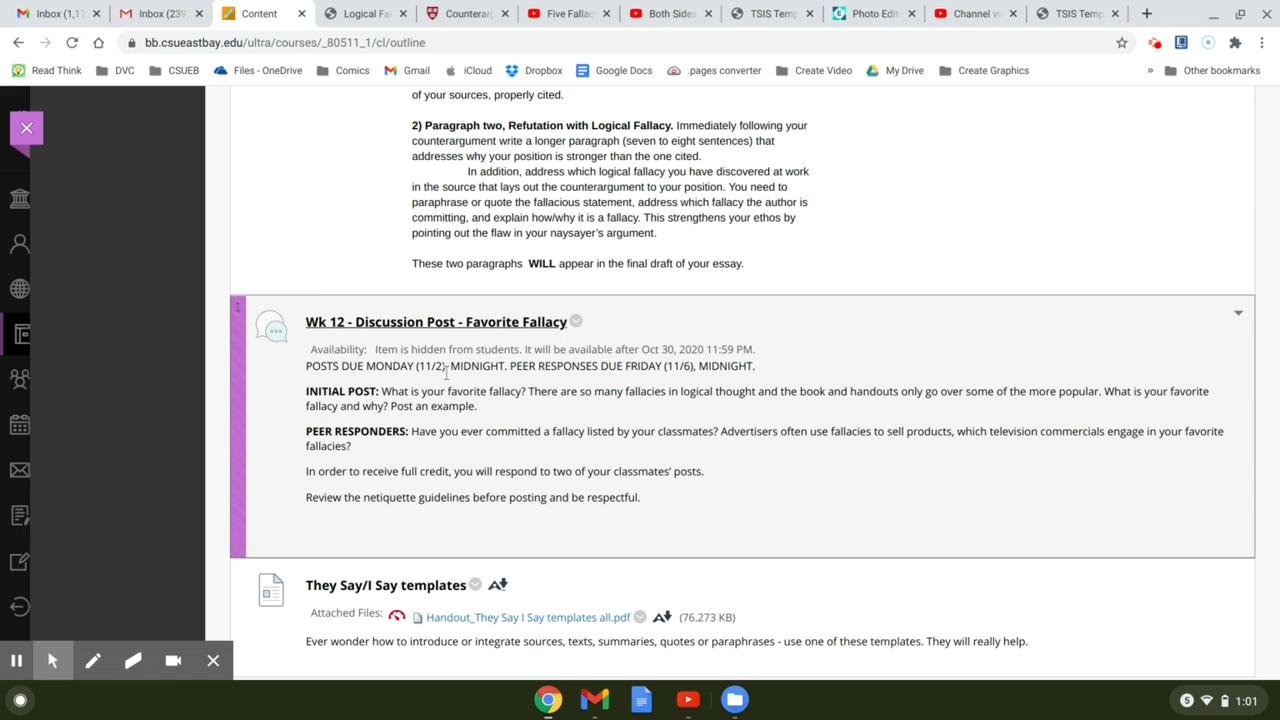 Inbox (1,17
Inbox (239
Content
Logical Fal
Counterarg
Five Fallac
Both Sides
TSIS Temp
Photo Edit
Channel vi
TSIS Temp
bb.csueastbay.edu/ultra/courses/_80511_1/cl/outline
Read Think
DVC
CSUEB
Files - OneDrive
Comics
Gmail
iCloud
Dropbox
Google Docs
.pages converter
Create Video
My Drive
Create Graphics
»
Other bookmarks
of your sources, properly cited.
2) Paragraph two, Refutation with Logical Fallacy. Immediately following your
counterargument write a longer paragraph (seven to eight sentences) that
addresses why your position is stronger than the one cited.
In addition, address which logical fallacy you have discovered at work
in the source that lays out the counterargument to your position. You need to
paraphrase or quote the fallacious statement, address which fallacy the author is
committing, and explain how/why it is a fallacy. This strengthens your ethos by
pointing out the flaw in your naysayer's argument.
These two paragraphs WILL appear in the final draft of your essay.
Wk 12 - Discussion Post - Favorite Fallacy
Availability: Item is hidden from students. It will be available after Oct 30, 2020 11:59 PM.
POSTS DUE MONDAY (11/2), MIDNIGHT. PEER RESPONSES DUE FRIDAY (11/6), MIDNIGHT.
INITIAL POST: What is your favorite fallacy? There are so many fallacies in logical thought and the book and handouts only go over some of the more popular. What is your favorite
fallacy and why? Post an example.
PEER RESPONDERS: Have you ever committed a fallacy listed by your classmates? Advertisers often use fallacies to sell products, which television commercials engage in your favorite
fallacies?
In order to receive full credit, you will respond to two of your classmates' posts.
Review the netiquette guidelines before posting and be respectful.
They Say/I Say templates
Attached Files: Handout_They Say I Say templates all.pdf (76.273 KB)
Ever wonder how to introduce or integrate sources, texts, summaries, quotes or paraphrases - use one of these templates. They will really help.
5 1:01